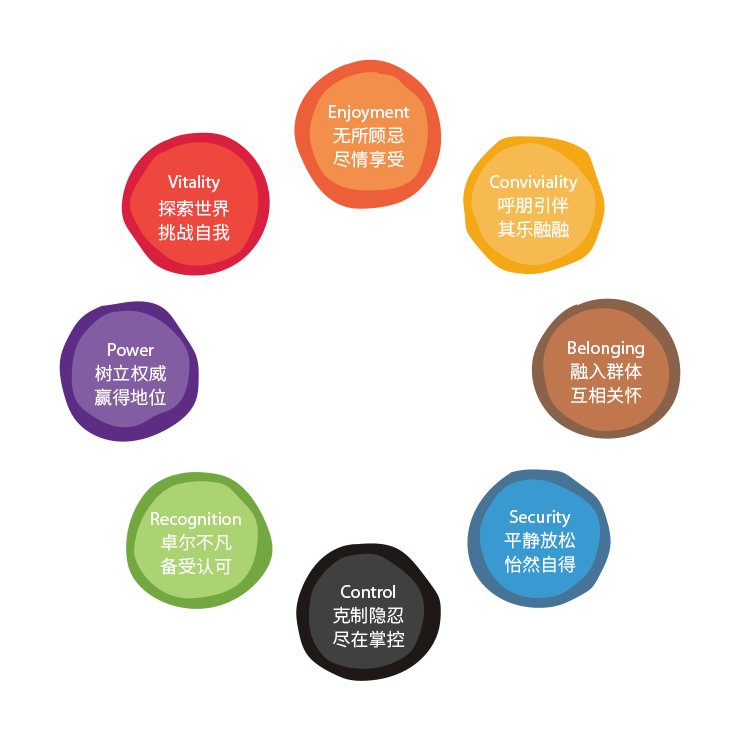 Enjoyment
无所顾忌
尽情享受
Vitality
探索世界
挑战自我
Conviviality
呼朋引伴
其乐融融
Power
树立权威
赢得地位
Belonging
融入群体
互相关怀
Recognition
卓尔不凡
备受认可
Security
平静放松
怡然自得
Control
克制隐忍
尽在掌控